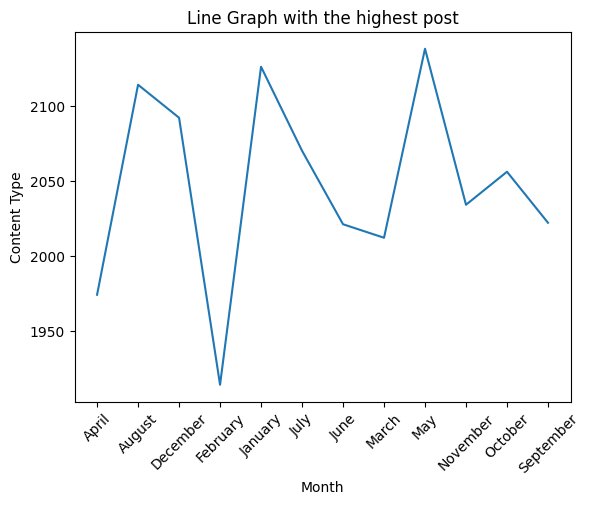 Line Graph with the highest post
Content Type
2100
2050
2000
1950
April
August
December
February
January
July
June
March
May
November
October
September
Month